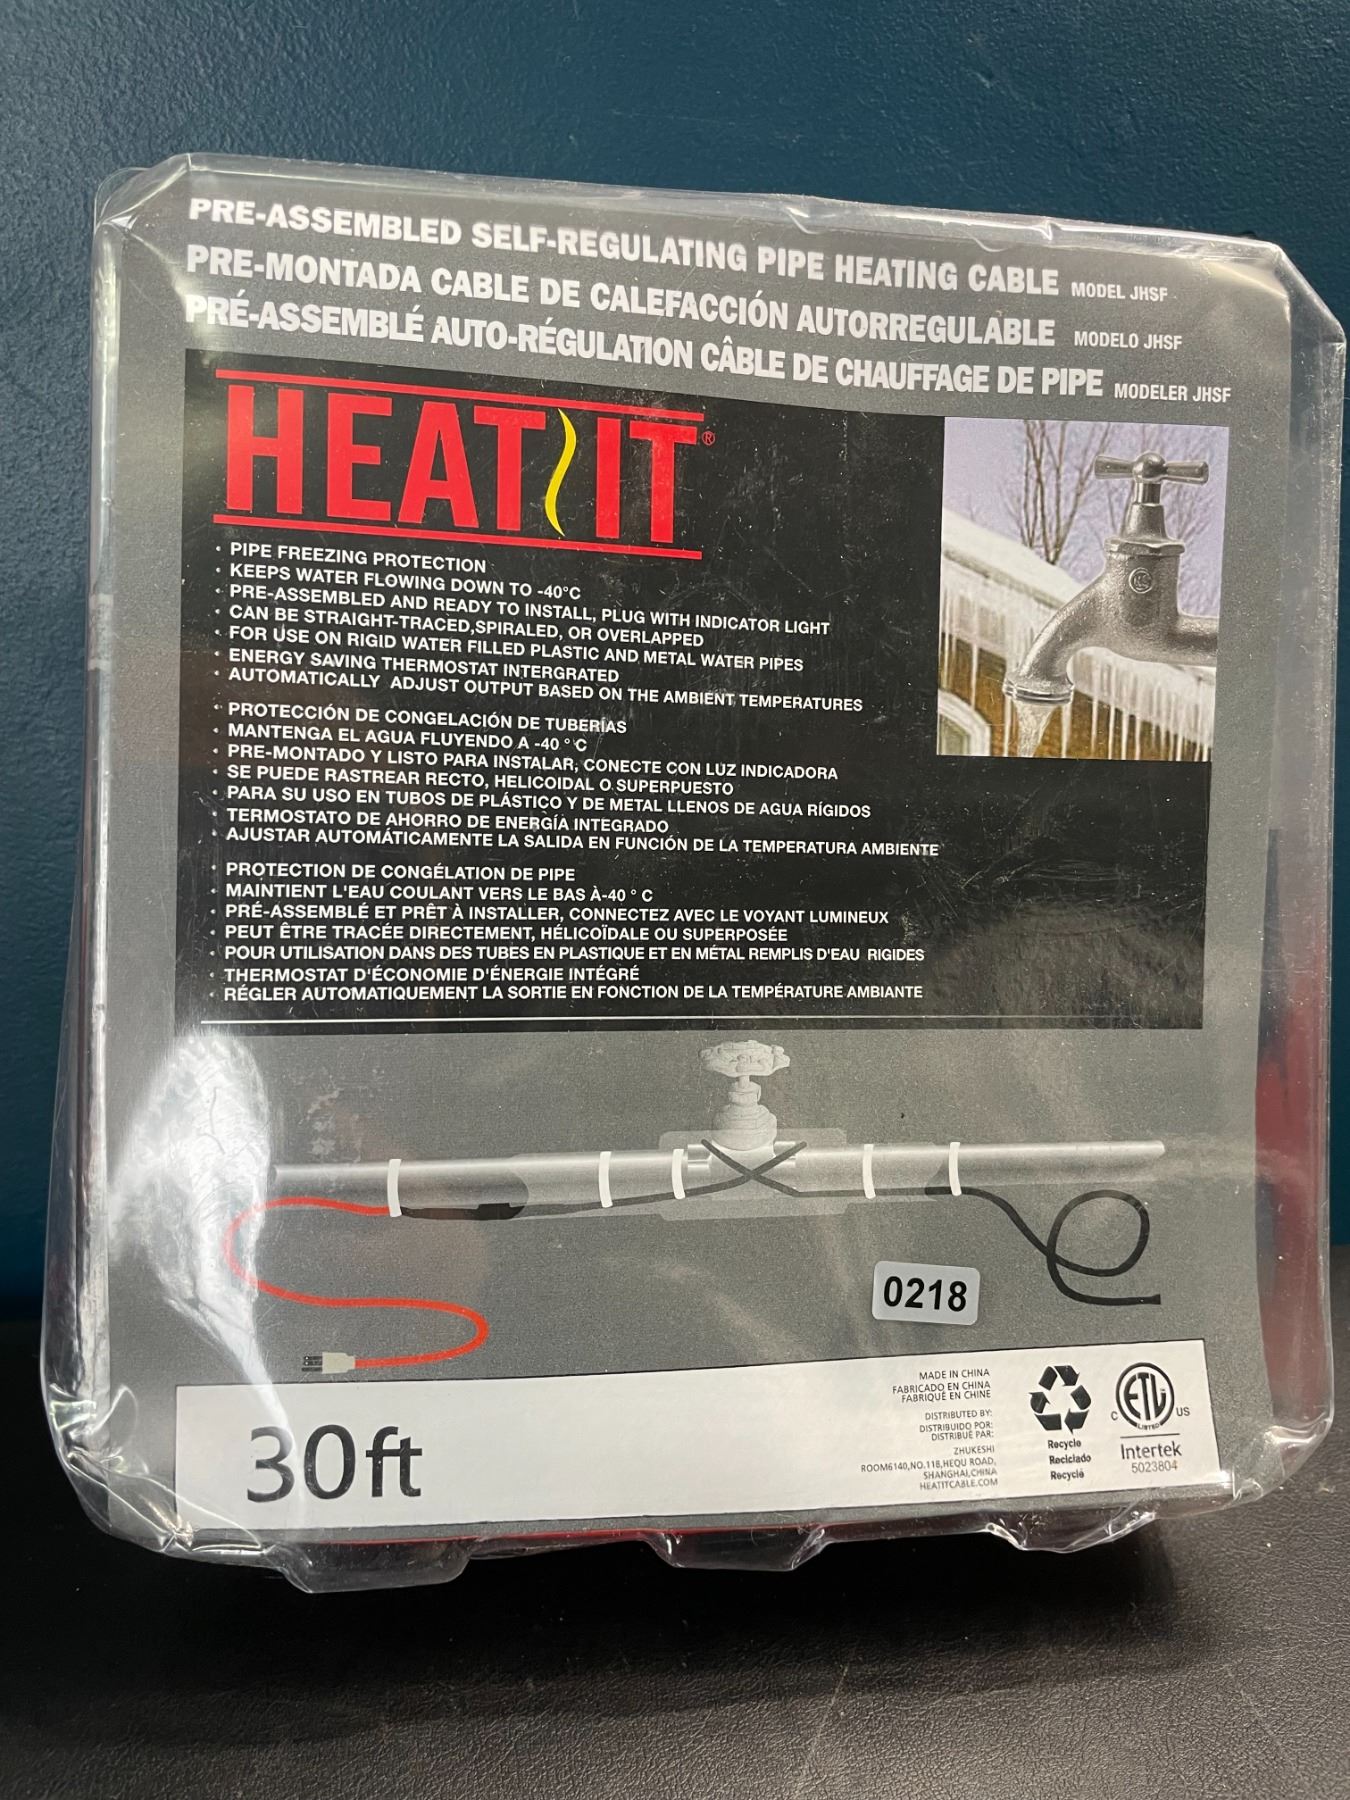 PRE-ASSEMBLED SELF-REGULATING PIPE HEATING CABLE MODEL JHSF
PRE-MONTADA CABLE DE CALEFACCIÓN AUTORREGULABLE MODELO JHSF
PRÉ-ASSEMBLÉ AUTO-RÉGULATION CÂBLE DE CHAUFFAGE DE PIPE MODELER JHSF
HEAT IT®
• PIPE FREEZING PROTECTION
• KEEPS WATER FLOWING DOWN TO -40°C
• PRE-ASSEMBLED AND READY TO INSTALL, PLUG WITH INDICATOR LIGHT
• CAN BE STRAIGHT-TRACED,SPIRALED, OR OVERLAPPED
• FOR USE ON RIGID WATER FILLED PLASTIC AND METAL WATER PIPES
• ENERGY SAVING THERMOSTAT INTERGRATED
• AUTOMATICALLY ADJUST OUTPUT BASED ON THE AMBIENT TEMPERATURES
• PROTECCIÓN DE CONGELACIÓN DE TUBERÍAS
• MANTENGA EL AGUA FLUYENDO A -40 ° C
• PRE-MONTADO Y LISTO PARA INSTALAR, CONECTE CON LUZ INDICADORA
• SE PUEDE RASTREAR RECTO, HELICOIDAL O SUPERPUESTO
• PARA SU USO EN TUBOS DE PLÁSTICO Y DE METAL LLENOS DE AGUA RÍGIDOS
• TERMOSTATO DE AHORRO DE ENERGÍA INTEGRADO
• AJUSTAR AUTOMÁTICAMENTE LA SALIDA EN FUNCIÓN DE LA TEMPERATURA AMBIENTE
• PROTECTION DE CONGÉLATION DE PIPE
• MAINTIENT L'EAU COULANT VERS LE BAS À-40 ° C
• PRÉ-ASSEMBLÉ ET PRÊT À INSTALLER, CONNECTEZ AVEC LE VOYANT LUMINEUX
• PEUT ÊTRE TRACÉE DIRECTEMENT, HÉLICOÏDALE OU SUPERPOSÉE
• POUR UTILISATION DANS DES TUBES EN PLASTIQUE ET EN MÉTAL REMPLIS D'EAU RIGIDES
• THERMOSTAT D'ÉCONOMIE D'ÉNERGIE INTÉGRÉ
• RÉGLER AUTOMATIQUEMENT LA SORTIE EN FONCTION DE LA TEMPÉRATURE AMBIANTE
0218
30ft
MADE IN CHINA
FABRICADO EN CHINA
FABRIQUÉ EN CHINE
DISTRIBUTED BY:
DISTRIBUIDO POR:
DISTRIBUÉ PAR:
ZHUKESHI
ROOM6140,NO.118,HEQU ROAD,
SHANGHAI,CHINA
HEATITCABLE.COM
Recycle
Reciclado
Recyclé
C ETL US
LISTED
Intertek
5023804